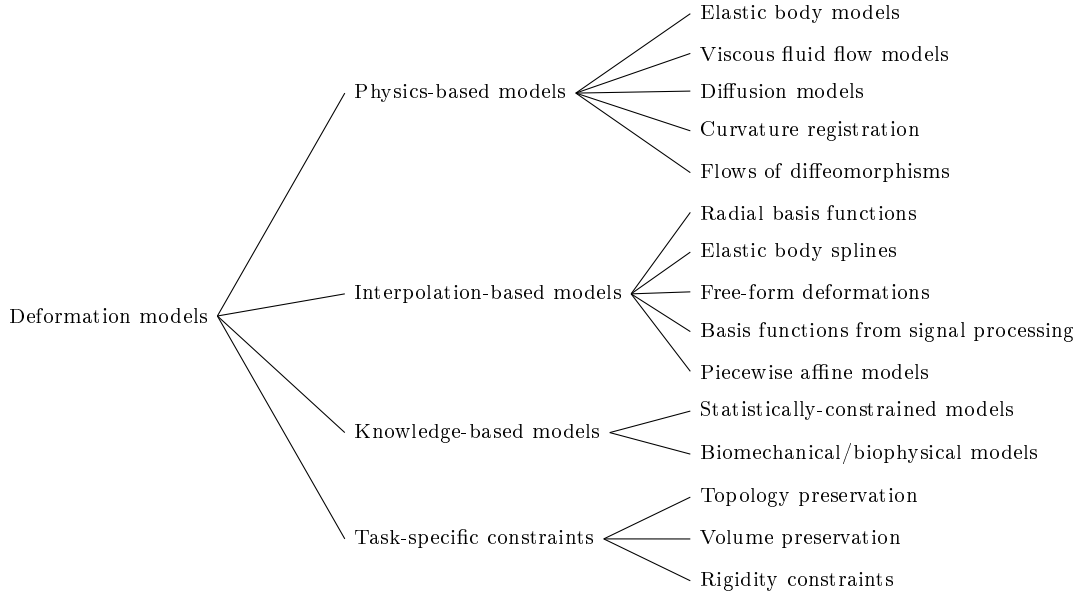 Deformation models
Physics-based models
Elastic body models
Viscous fluid flow models
Diffusion models
Curvature registration
Flows of diffeomorphisms
Interpolation-based models
Radial basis functions
Elastic body splines
Free-form deformations
Basis functions from signal processing
Piecewise affine models
Knowledge-based models
Statistically-constrained models
Biomechanical/biophysical models
Task-specific constraints
Topology preservation
Volume preservation
Rigidity constraints